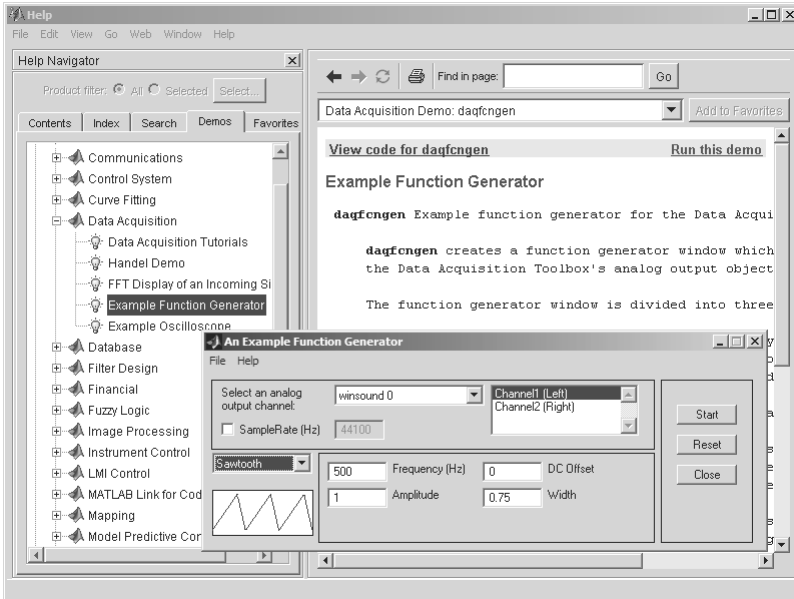 Help
File Edit View Go Web Window Help
Help Navigator
Product filter: All Selected Select...
Contents Index Search Demos Favorites
Communications
Control System
Curve Fitting
Data Acquisition
Data Acquisition Tutorials
Handel Demo
FFT Display of an Incoming Si
Example Function Generator
Example Oscilloscope
Database
Filter Design
Financial
Fuzzy Logic
Image Processing
Instrument Control
LMI Control
MATLAB Link for Cod
Mapping
Model Predictive Cor
Find in page: Go
Data Acquisition Demo: daqfcngen Add to Favorites
View code for daqfcngen Run this demo
Example Function Generator
daqfcngen Example function generator for the Data Acqui
daqfcngen creates a function generator window which
the Data Acquisition Toolbox's analog output object
The function generator window is divided into three
An Example Function Generator
File Help
Select an analog
output channel:
winsound 0
Channel1 (Left)
Channel2 (Right)
SampleRate (Hz) 44100
Sawtooth
500 Frequency (Hz) 0 DC Offset
1 Amplitude 0.75 Width
Start
Reset
Close